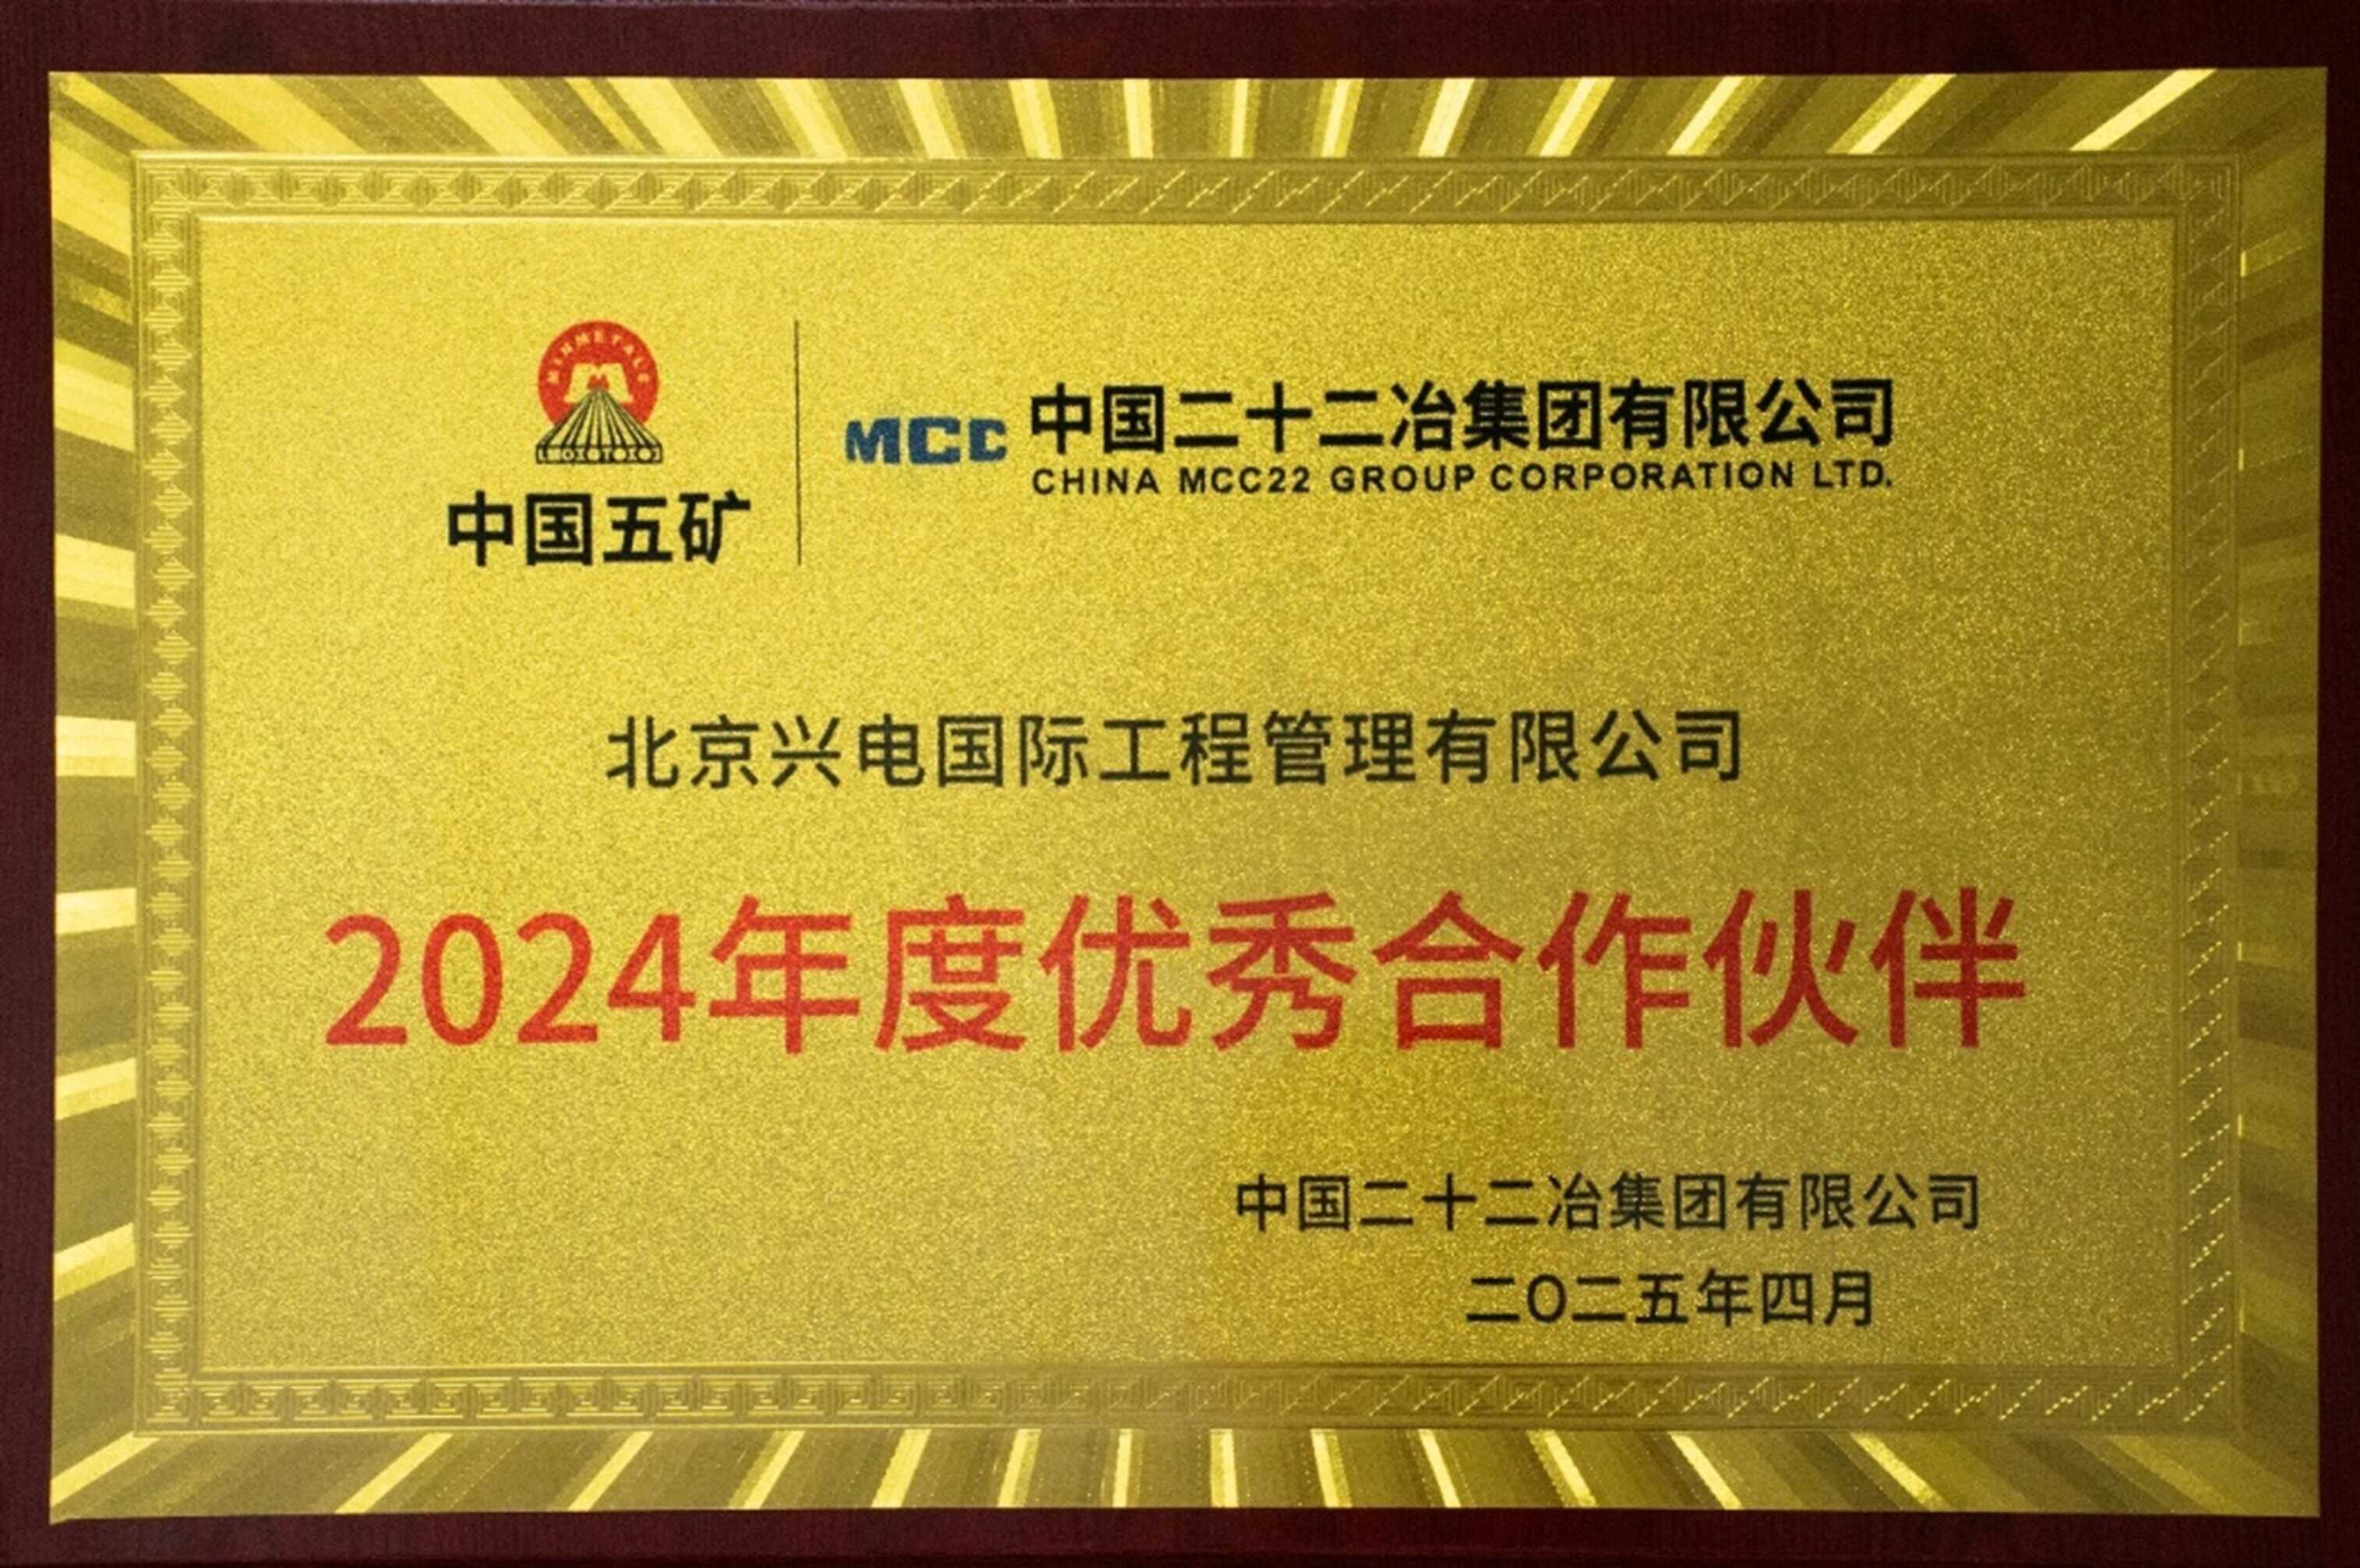 MINMETALS
中国五矿
MCC 中国二十二冶集团有限公司
CHINA MCC22 GROUP CORPORATION LTD.
北京兴电国际工程管理有限公司
2024年度优秀合作伙伴
中国二十二冶集团有限公司
二〇二五年四月